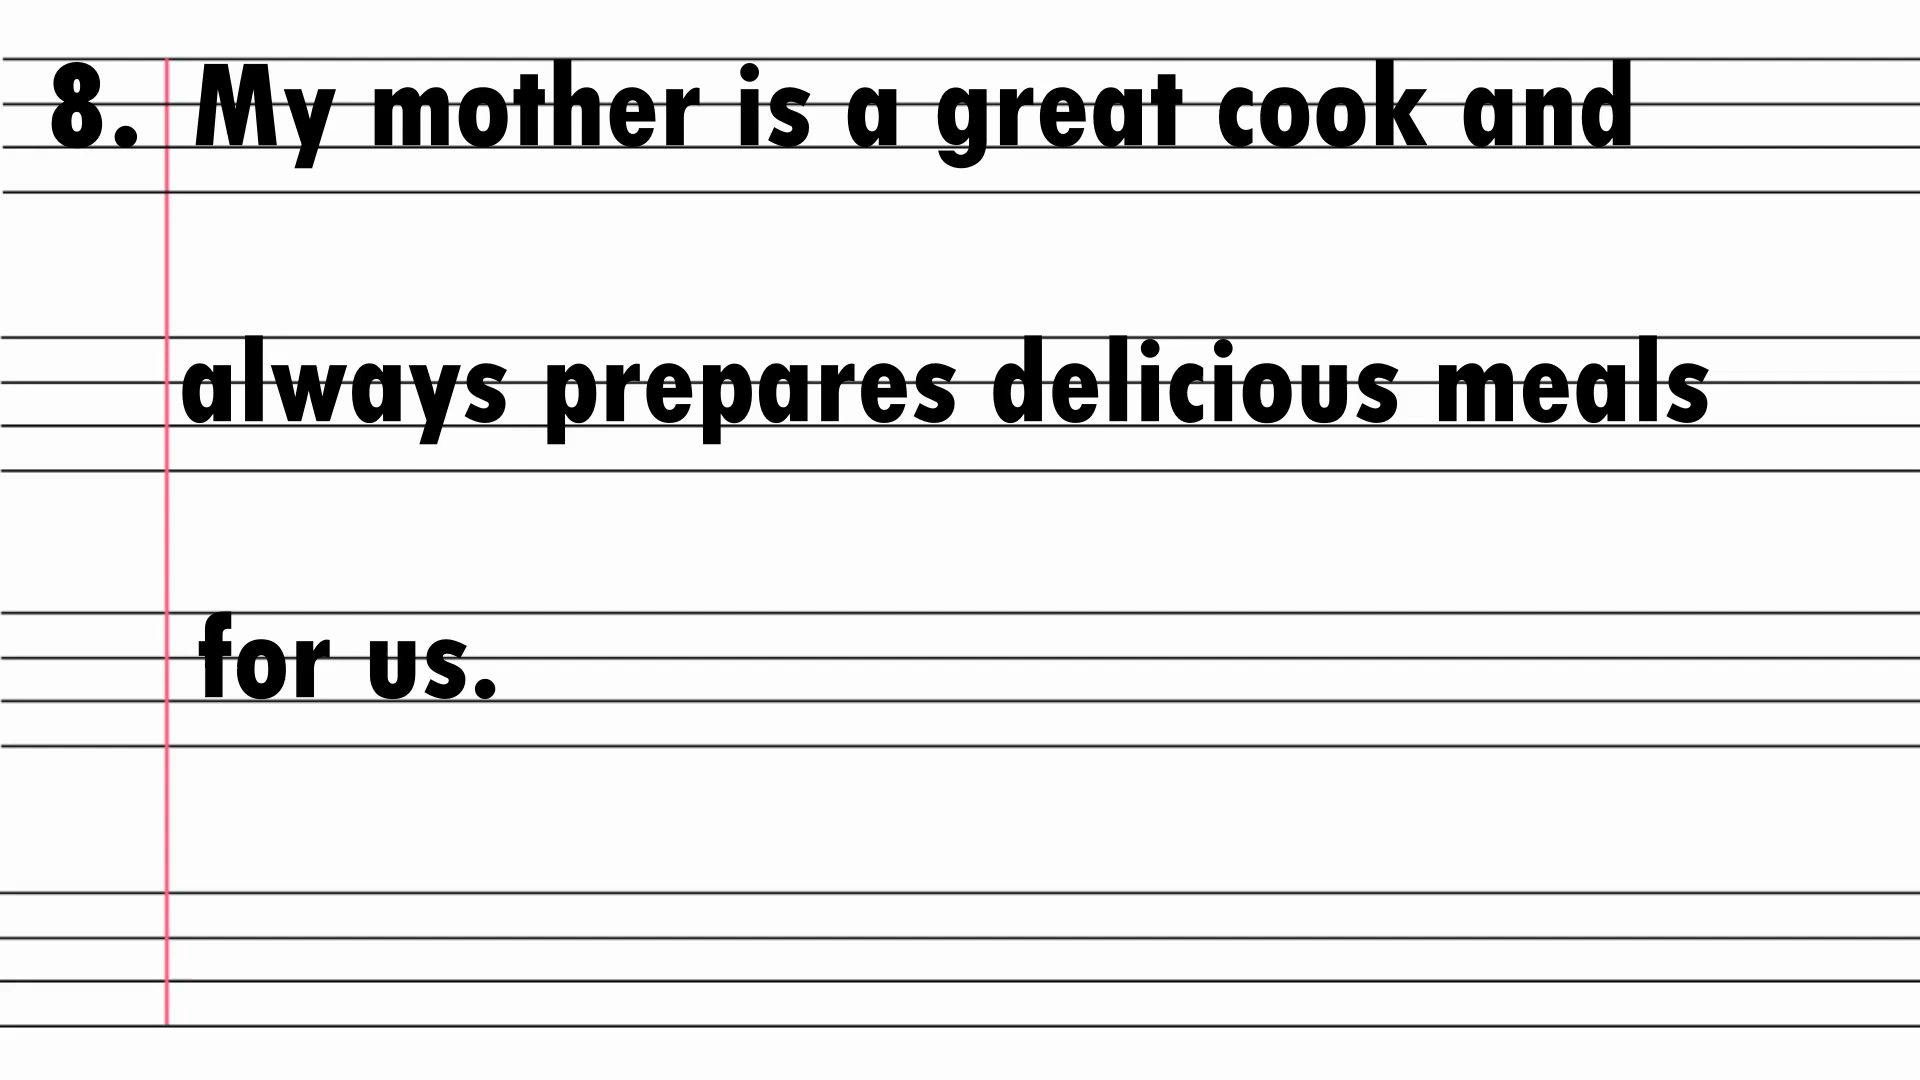 8. My mother is a great cook and
always prepares delicious meals
for us.